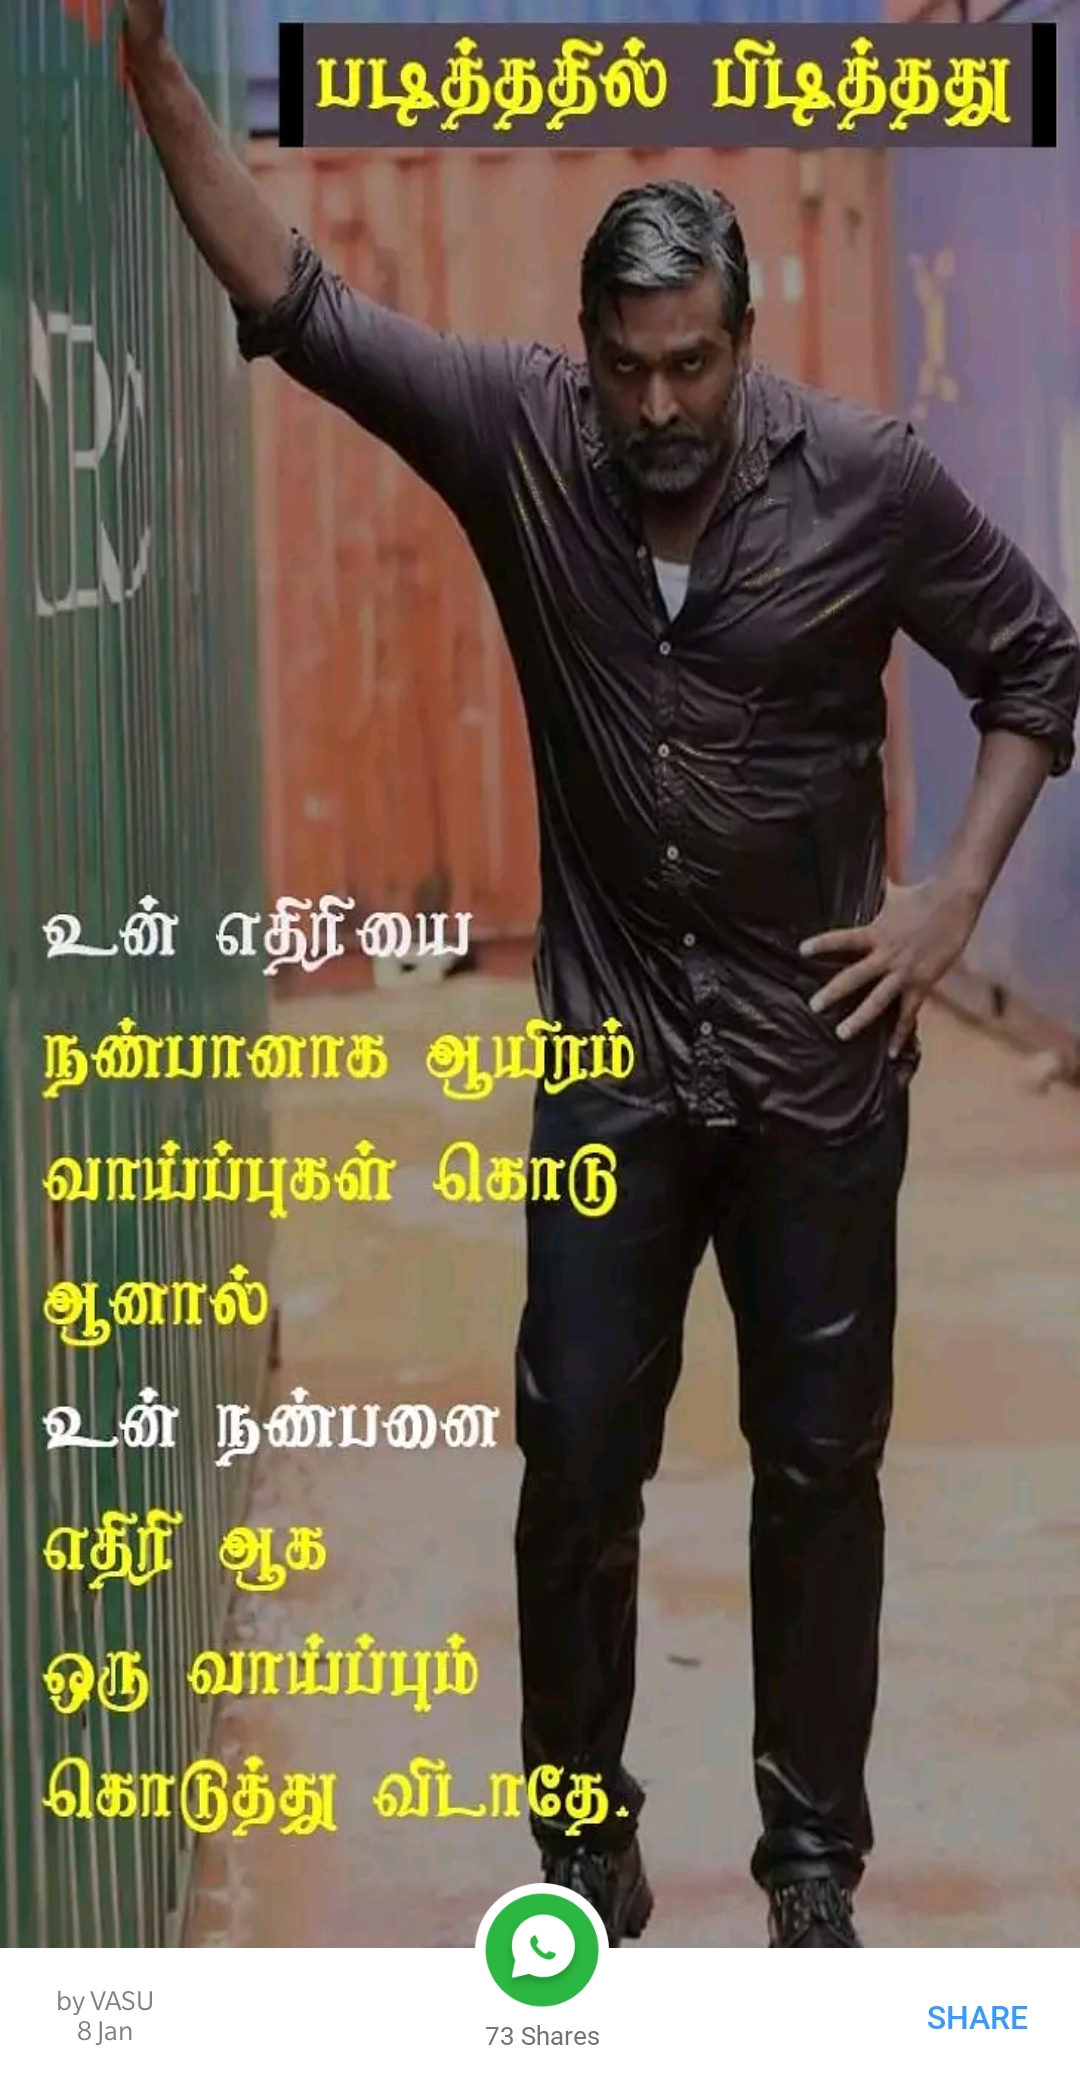 படித்ததில் பிடித்தது
உன் எதிரியை
நண்பானாக ஆயிரம்
வாய்ப்புகள் கொடு
ஆனால்
உன் நண்பனை
எதிரி ஆக
ஒரு வாய்ப்பும்
கொடுத்து விடாதே.
by VASU
8 Jan
73 Shares
SHARE